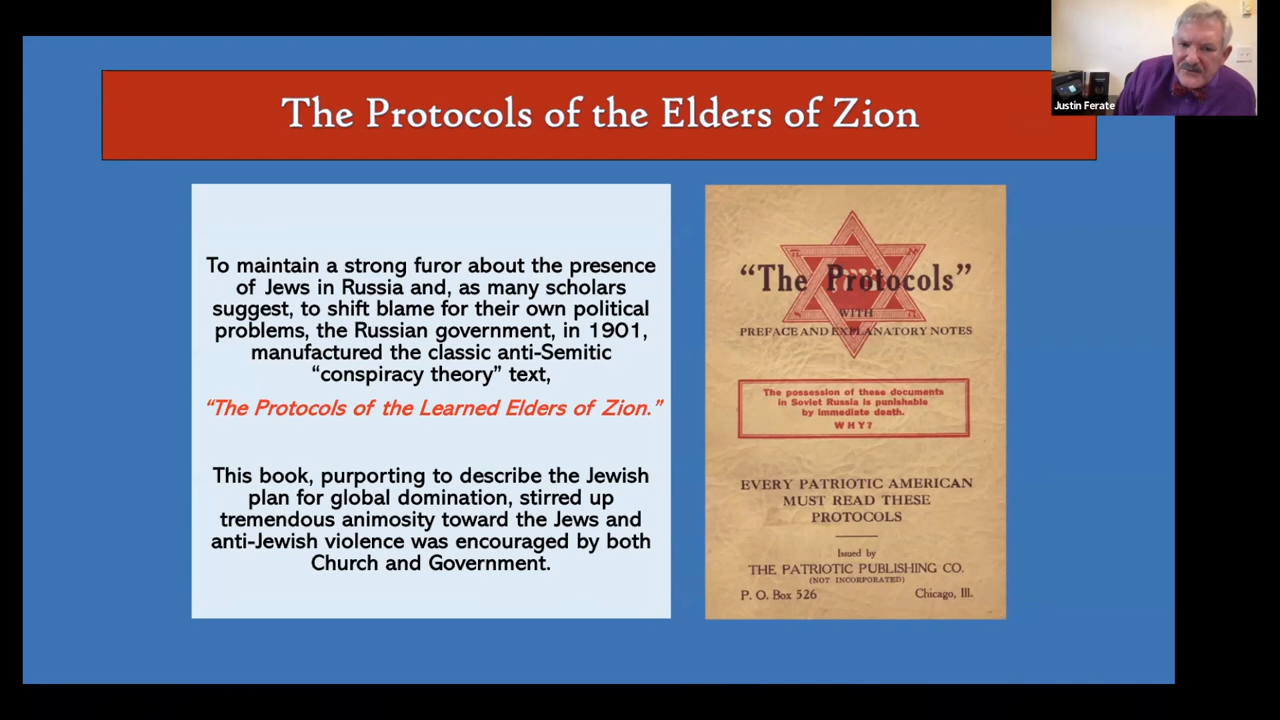 The Protocols of the Elders of Zion
Justin Ferate
To maintain a strong furor about the presence
of Jews in Russia and, as many scholars
suggest, to shift blame for their own political
problems, the Russian government, in 1901,
manufactured the classic anti-Semitic
“conspiracy theory” text,
“The Protocols of the Learned Elders of Zion.”
This book, purporting to describe the Jewish
plan for global domination, stirred up
tremendous animosity toward the Jews and
anti-Jewish violence was encouraged by both
Church and Government.
“The Protocols”
WITH
PREFACE AND EXPLANATORY NOTES
The possession of these documents
in Soviet Russia is punishable
by immediate death.
WHY?
EVERY PATRIOTIC AMERICAN
MUST READ THESE
PROTOCOLS
Issued by
THE PATRIOTIC PUBLISHING CO.
(NOT INCORPORATED)
P. O. Box 526 Chicago, Ill.